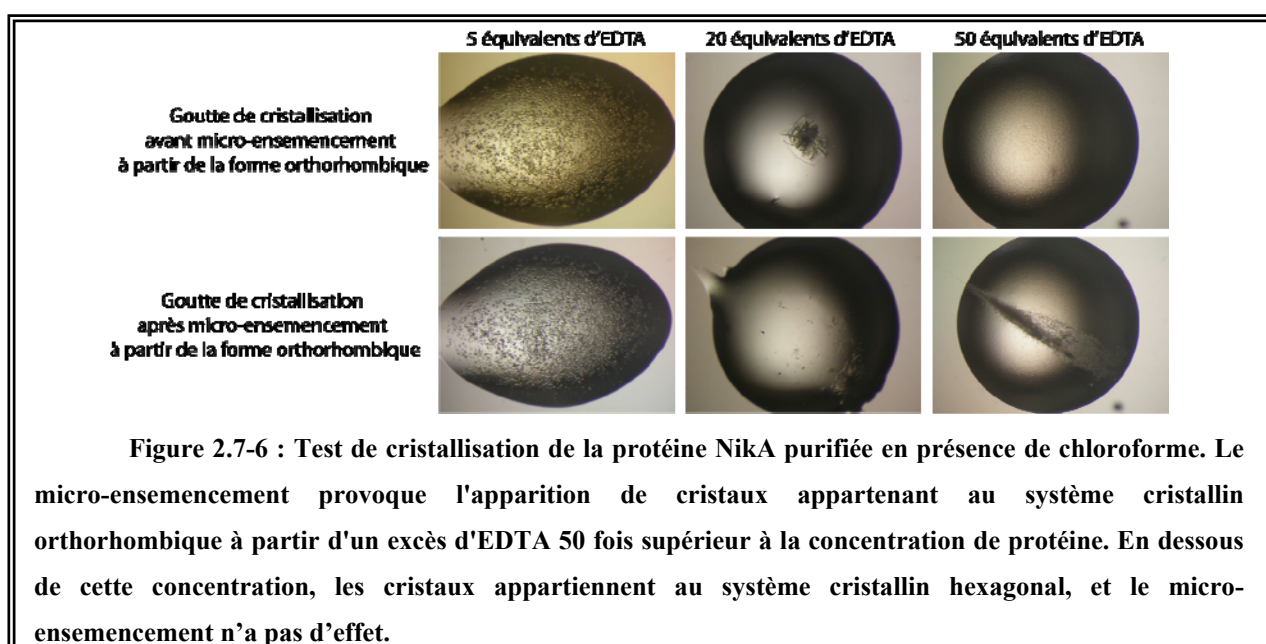 5 équivalents d'EDTA 20 équivalents d'EDTA 50 équivalents d'EDTA
Goutte de cristallisation
avant micro-ensemencement
à partir de la forme orthorhombique
Goutte de cristallisation
après micro-ensemencement
à partir de la forme orthorhombique
Figure 2.7-6 : Test de cristallisation de la protéine NikA purifiée en présence de chloroforme. Le
micro-ensemencement provoque l'apparition de cristaux appartenant au système cristallin
orthorhombique à partir d'un excès d'EDTA 50 fois supérieur à la concentration de protéine. En dessous
de cette concentration, les cristaux appartiennent au système cristallin hexagonal, et le micro-
ensemencement n’a pas d’effet.